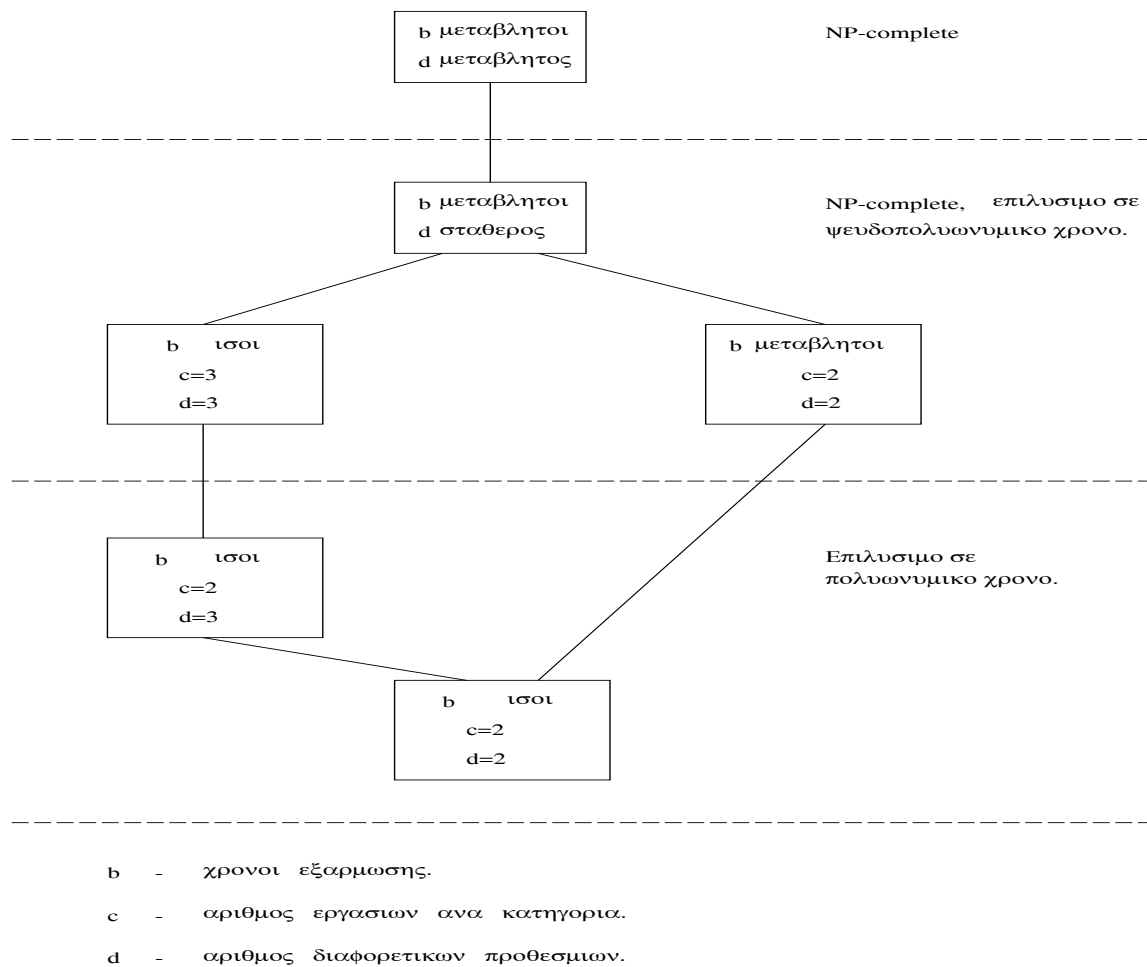 b μεταβλητοι
d μεταβλητος
NP-complete
b μεταβλητοι
d σταθερος
NP-complete, επιλυσιμο σε
ψευδοπολυωνυμικο χρονο.
b ισοι
c=3
d=3
b μεταβλητοι
c=2
d=2
b ισοι
c=2
d=3
Επιλυσιμο σε
πολυωνυμικο χρονο.
b ισοι
c=2
d=2
b - χρονοι εξαρμωσης.
c - αριθμος εργασιων ανα κατηγορια.
d - αριθμος διαφορετικων προθεσμιων.